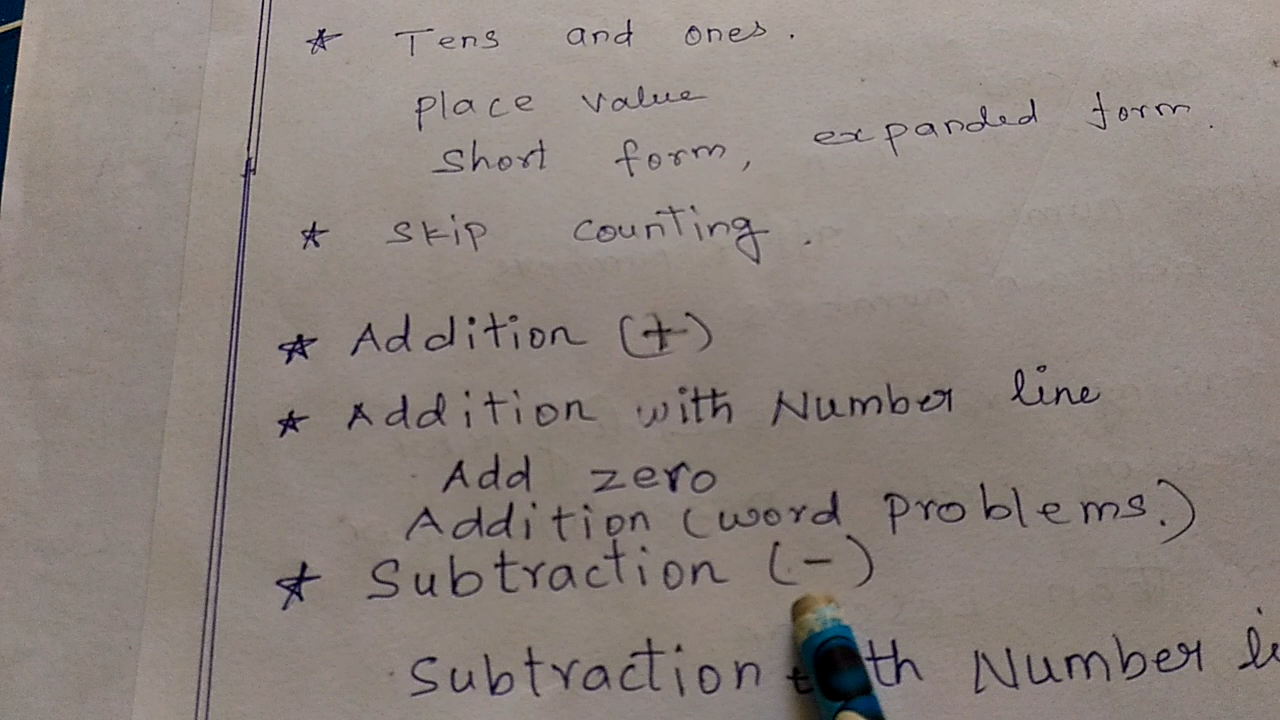 * Tens and ones.
place value
short form, expanded form.
* skip counting.
* Addition (+)
* Addition with Number line
Add zero
Addition (word problems.)
* Subtraction (-)
Subtraction Number